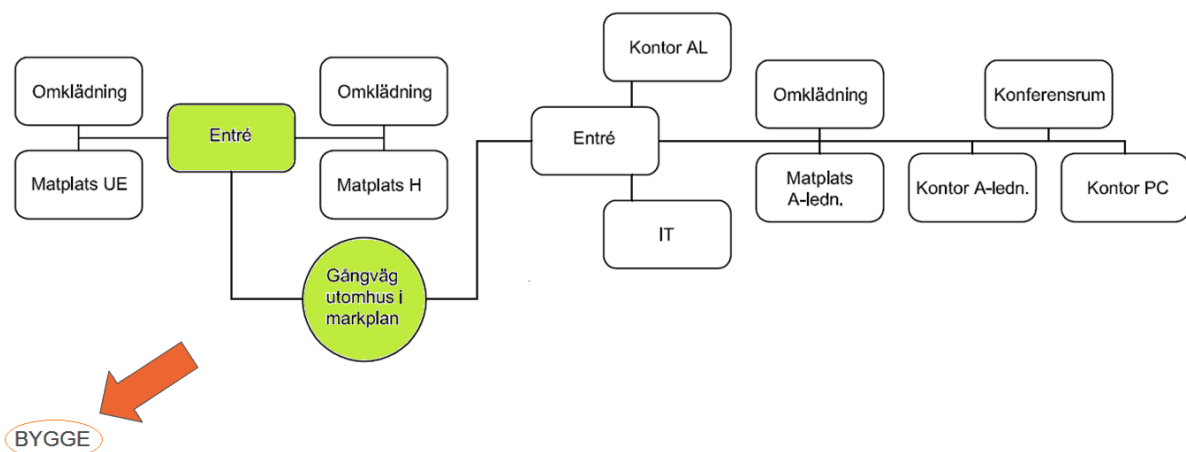 Kontor AL
Omklädning
Omklädning
Omklädning
Konferensrum
Entré
Entré
Matplats UE
Matplats H
Matplats
A-ledn.
Kontor A-ledn.
Kontor PC
IT
Gångväg
utomhus i
markplan
BYGGE